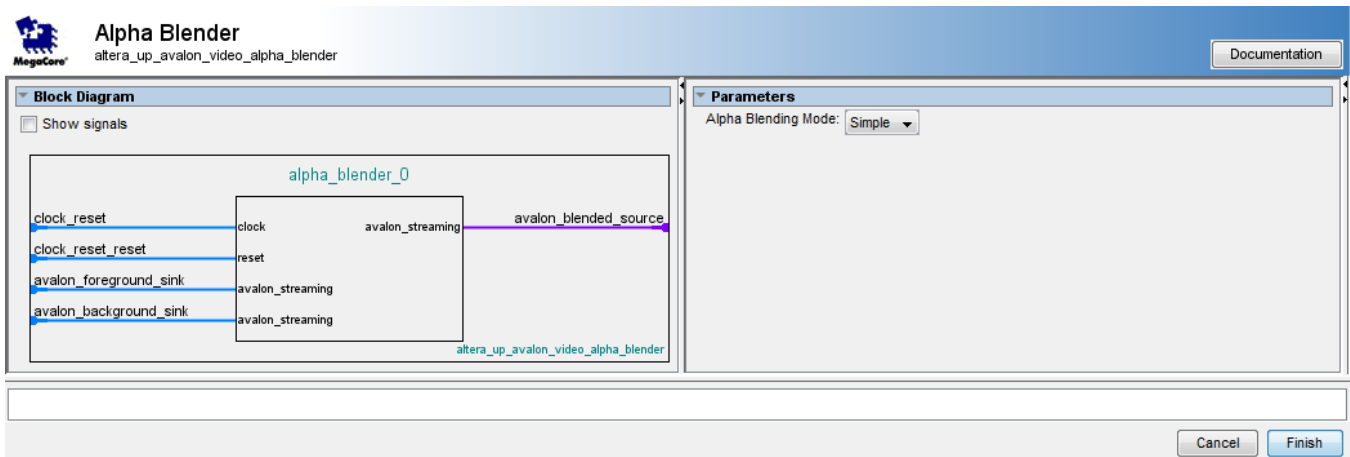 Alpha Blender
altera_up_avalon_video_alpha_blender
MegaCore®
Documentation
Block Diagram
Show signals
alpha_blender_0
clock_reset
clock
avalon_streaming
avalon_blended_source
clock_reset_reset
reset
avalon_foreground_sink
avalon_streaming
avalon_background_sink
avalon_streaming
altera_up_avalon_video_alpha_blender
Parameters
Alpha Blending Mode: Simple
Cancel
Finish